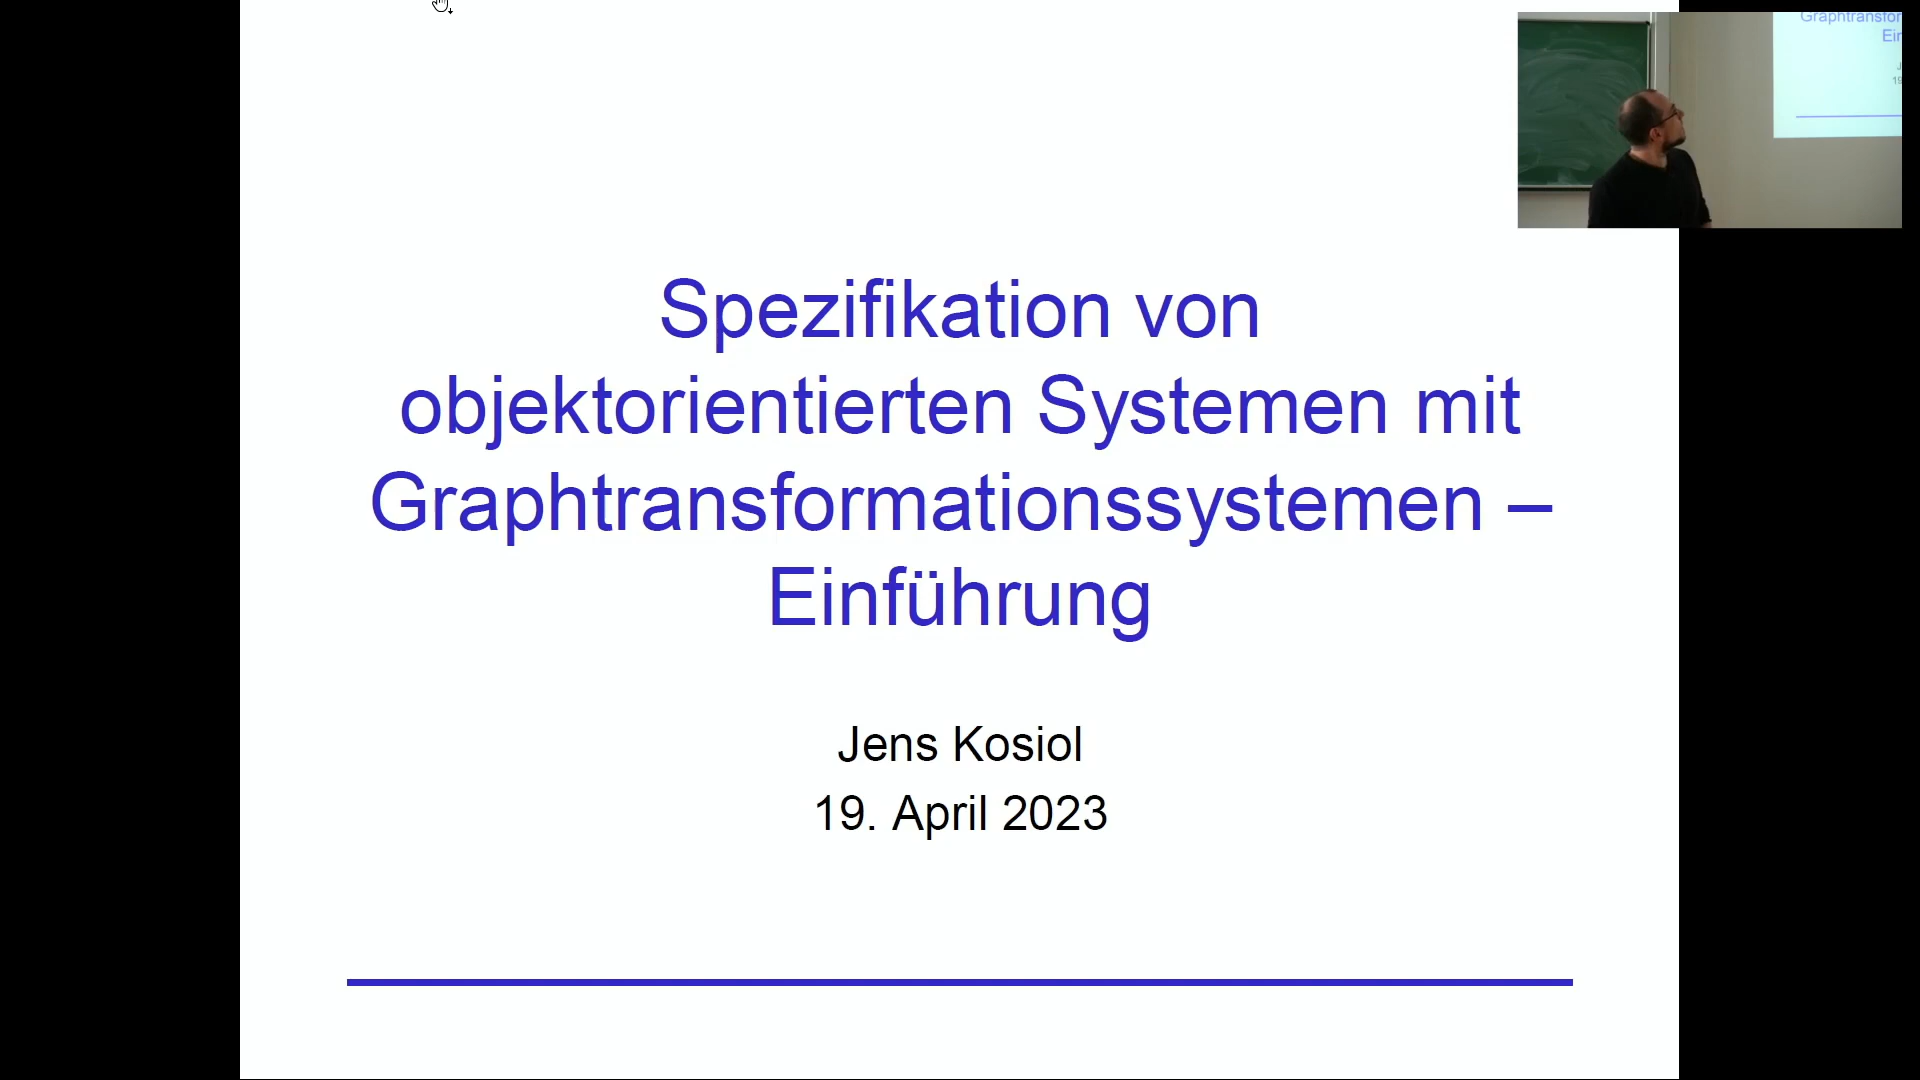 Spezifikation von
objektorientierten Systemen mit
Graphtransformationssystemen –
Einführung
Jens Kosiol
19. April 2023